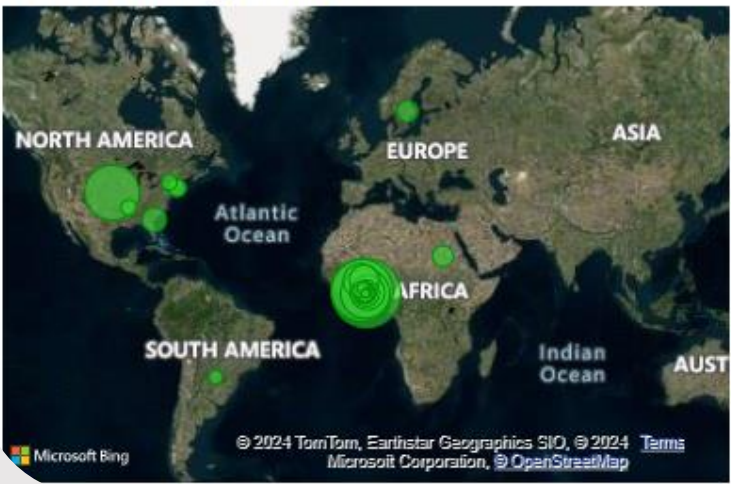 NORTH AMERICA
EUROPE
ASIA
Atlantic
Ocean
AFRICA
SOUTH AMERICA
Indian
Ocean
AUST
Microsoft Bing
© 2024 TomTom, Earthstar Geographics SIO, © 2024 Terms
Microsoft Corporation, © OpenStreetMap